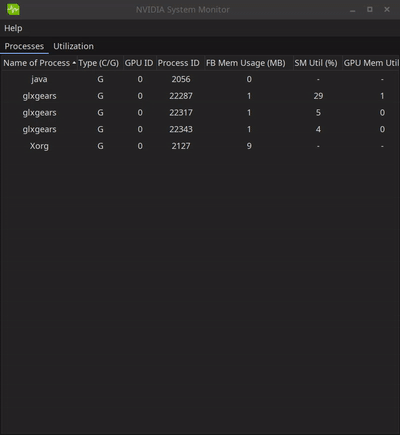 NVIDIA System Monitor
Help
Processes Utilization
Name of Process Type (C/G) GPU ID Process ID FB Mem Usage (MB) SM Util (%) GPU Mem Util
java G 0 2056 0 - -
glxgears G 0 22287 1 29 1
glxgears G 0 22317 1 5 0
glxgears G 0 22343 1 4 0
Xorg G 0 2127 9 - -